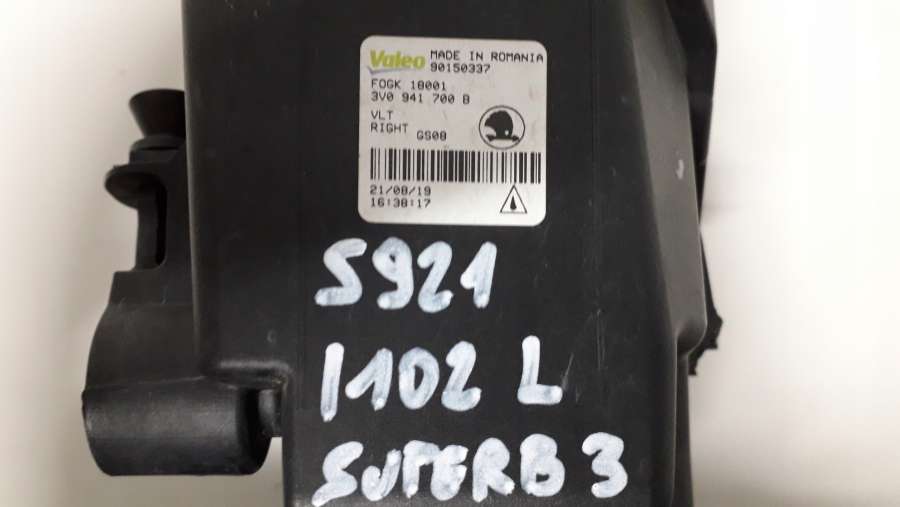 Valeo MADE IN ROMANIA
90150337
FOGK 18001
3V0 941 700 B
VLT
RIGHT GS08
21/08/19
16:38:17
S921
1102 L
SUPERB 3